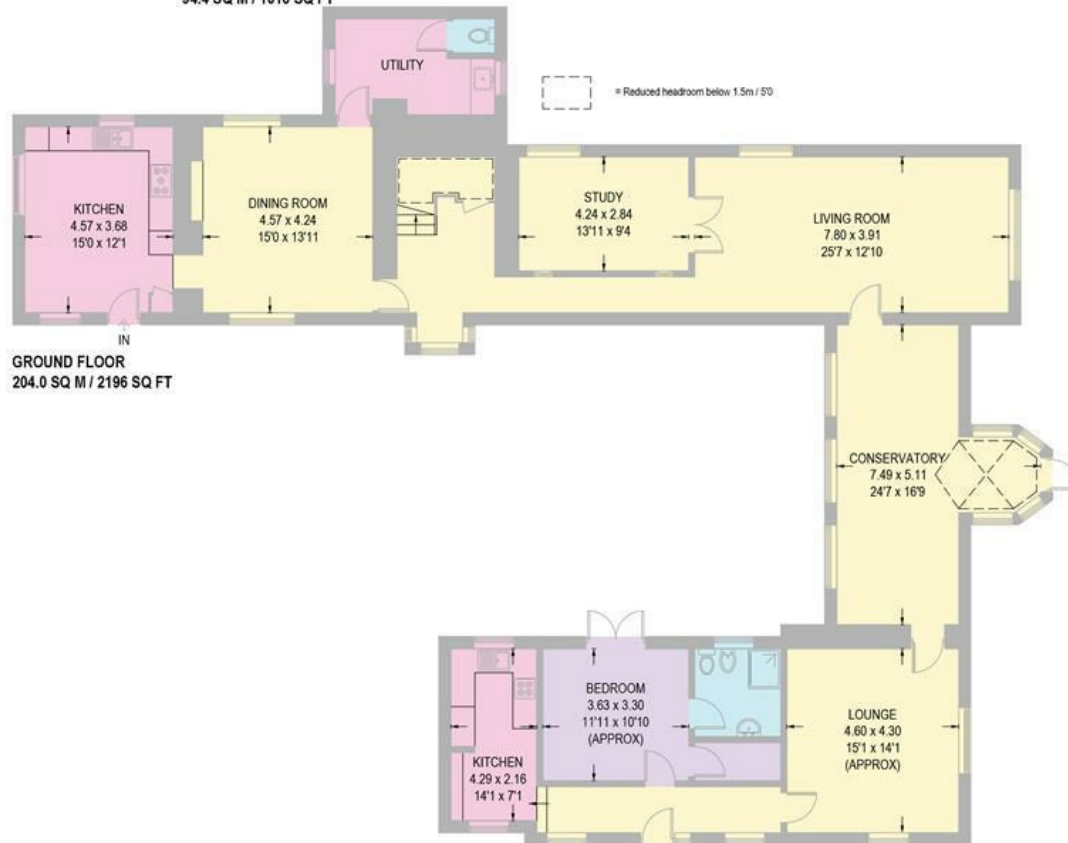 94.4 SQ M / 1016 SQ FT
UTILITY
= Reduced headroom below 1.5m / 5'0
KITCHEN
4.57 x 3.68
15'0 x 12'1
DINING ROOM
4.57 x 4.24
15'0 x 13'11
STUDY
4.24 x 2.84
13'11 x 9'4
LIVING ROOM
7.80 x 3.91
25'7 x 12'10
IN
GROUND FLOOR
204.0 SQ M / 2196 SQ FT
CONSERVATORY
7.49 x 5.11
24'7 x 16'9
BEDROOM
3.63 x 3.30
11'11 x 10'10
(APPROX)
LOUNGE
4.60 x 4.30
15'1 x 14'1
(APPROX)
KITCHEN
4.29 x 2.16
14'1 x 7'1